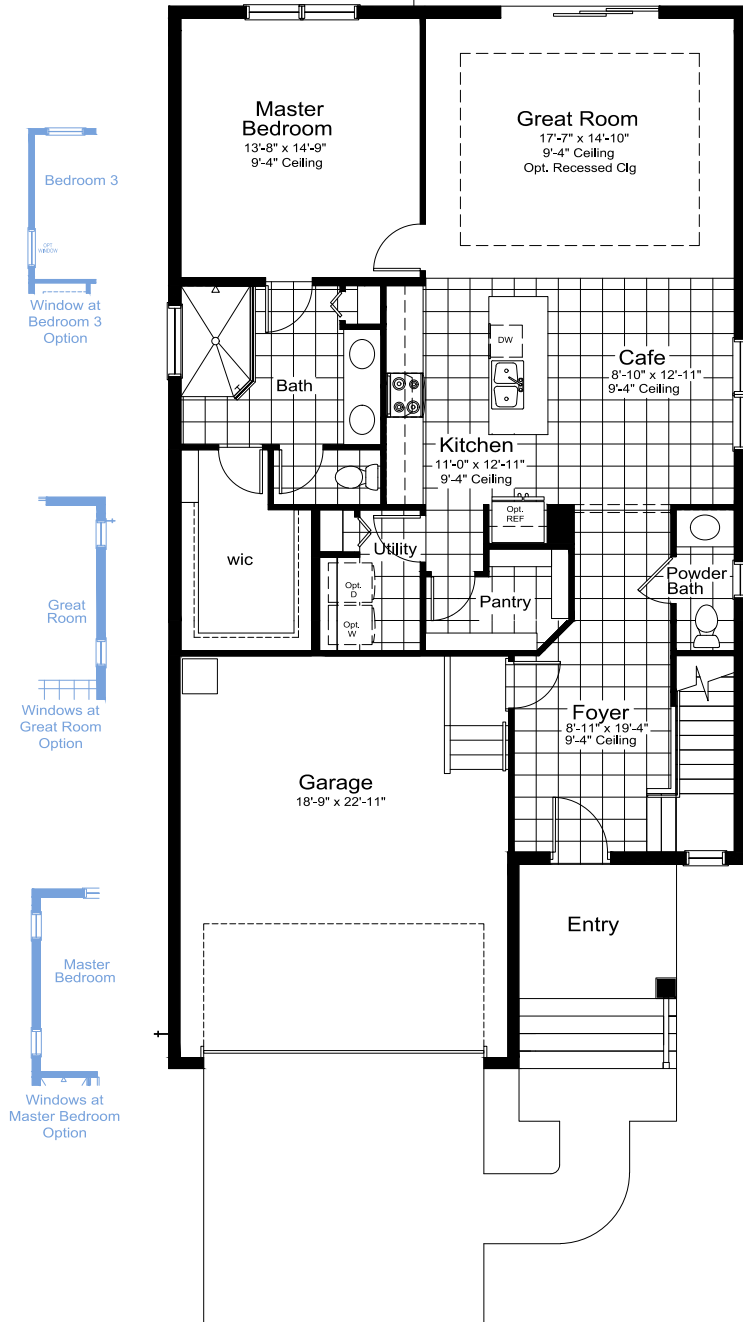 Master
Bedroom
13'-8" x 14'-9"
9'-4" Ceiling
Great Room
17'-7" x 14'-10"
9'-4" Ceiling
Opt. Recessed Clg
Bedroom 3
OPT
WINDOW
Window at
Bedroom 3
Option
Bath
DW
Cafe
8'-10" x 12'-11"
9'-4" Ceiling
Kitchen
11'-0" x 12'-11"
9'-4" Ceiling
Opt.
REF
wic
Utility
Opt.
D
Opt.
W
Pantry
Powder
Bath
Great
Room
Windows at
Great Room
Option
Foyer
8'-11" x 19'-4"
9'-4" Ceiling
Garage
18'-9" x 22'-11"
Entry
Master
Bedroom
Windows at
Master Bedroom
Option